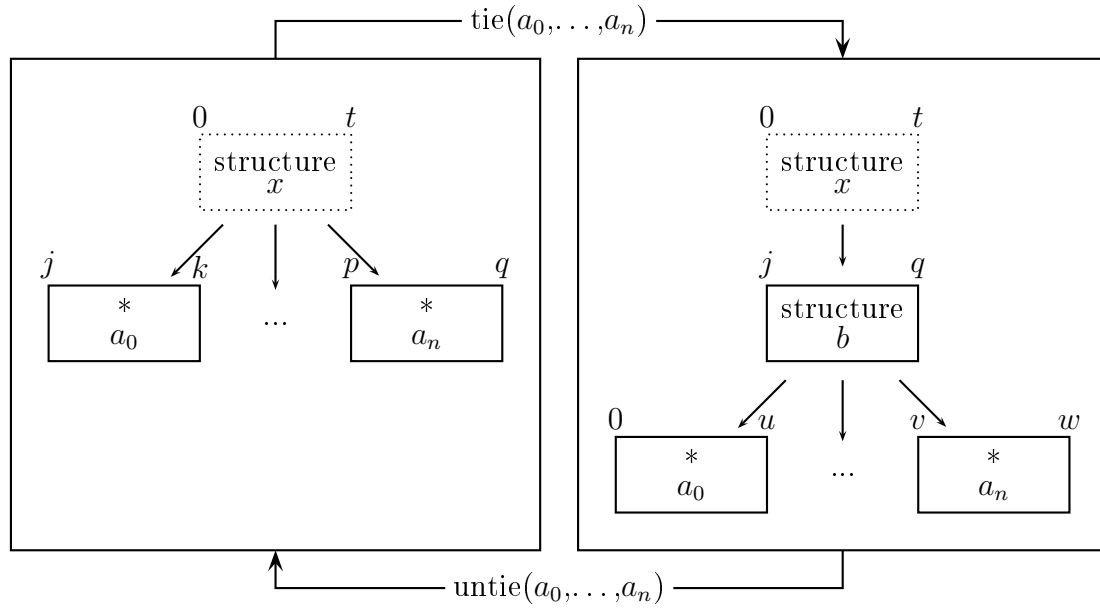 tie(a₀,...,aₙ)
0 t
structure
x
j k p q
*
a₀
...
*
aₙ
0 t
structure
x
j q
structure
b
0 u v w
*
a₀
...
*
aₙ
untie(a₀,...,aₙ)